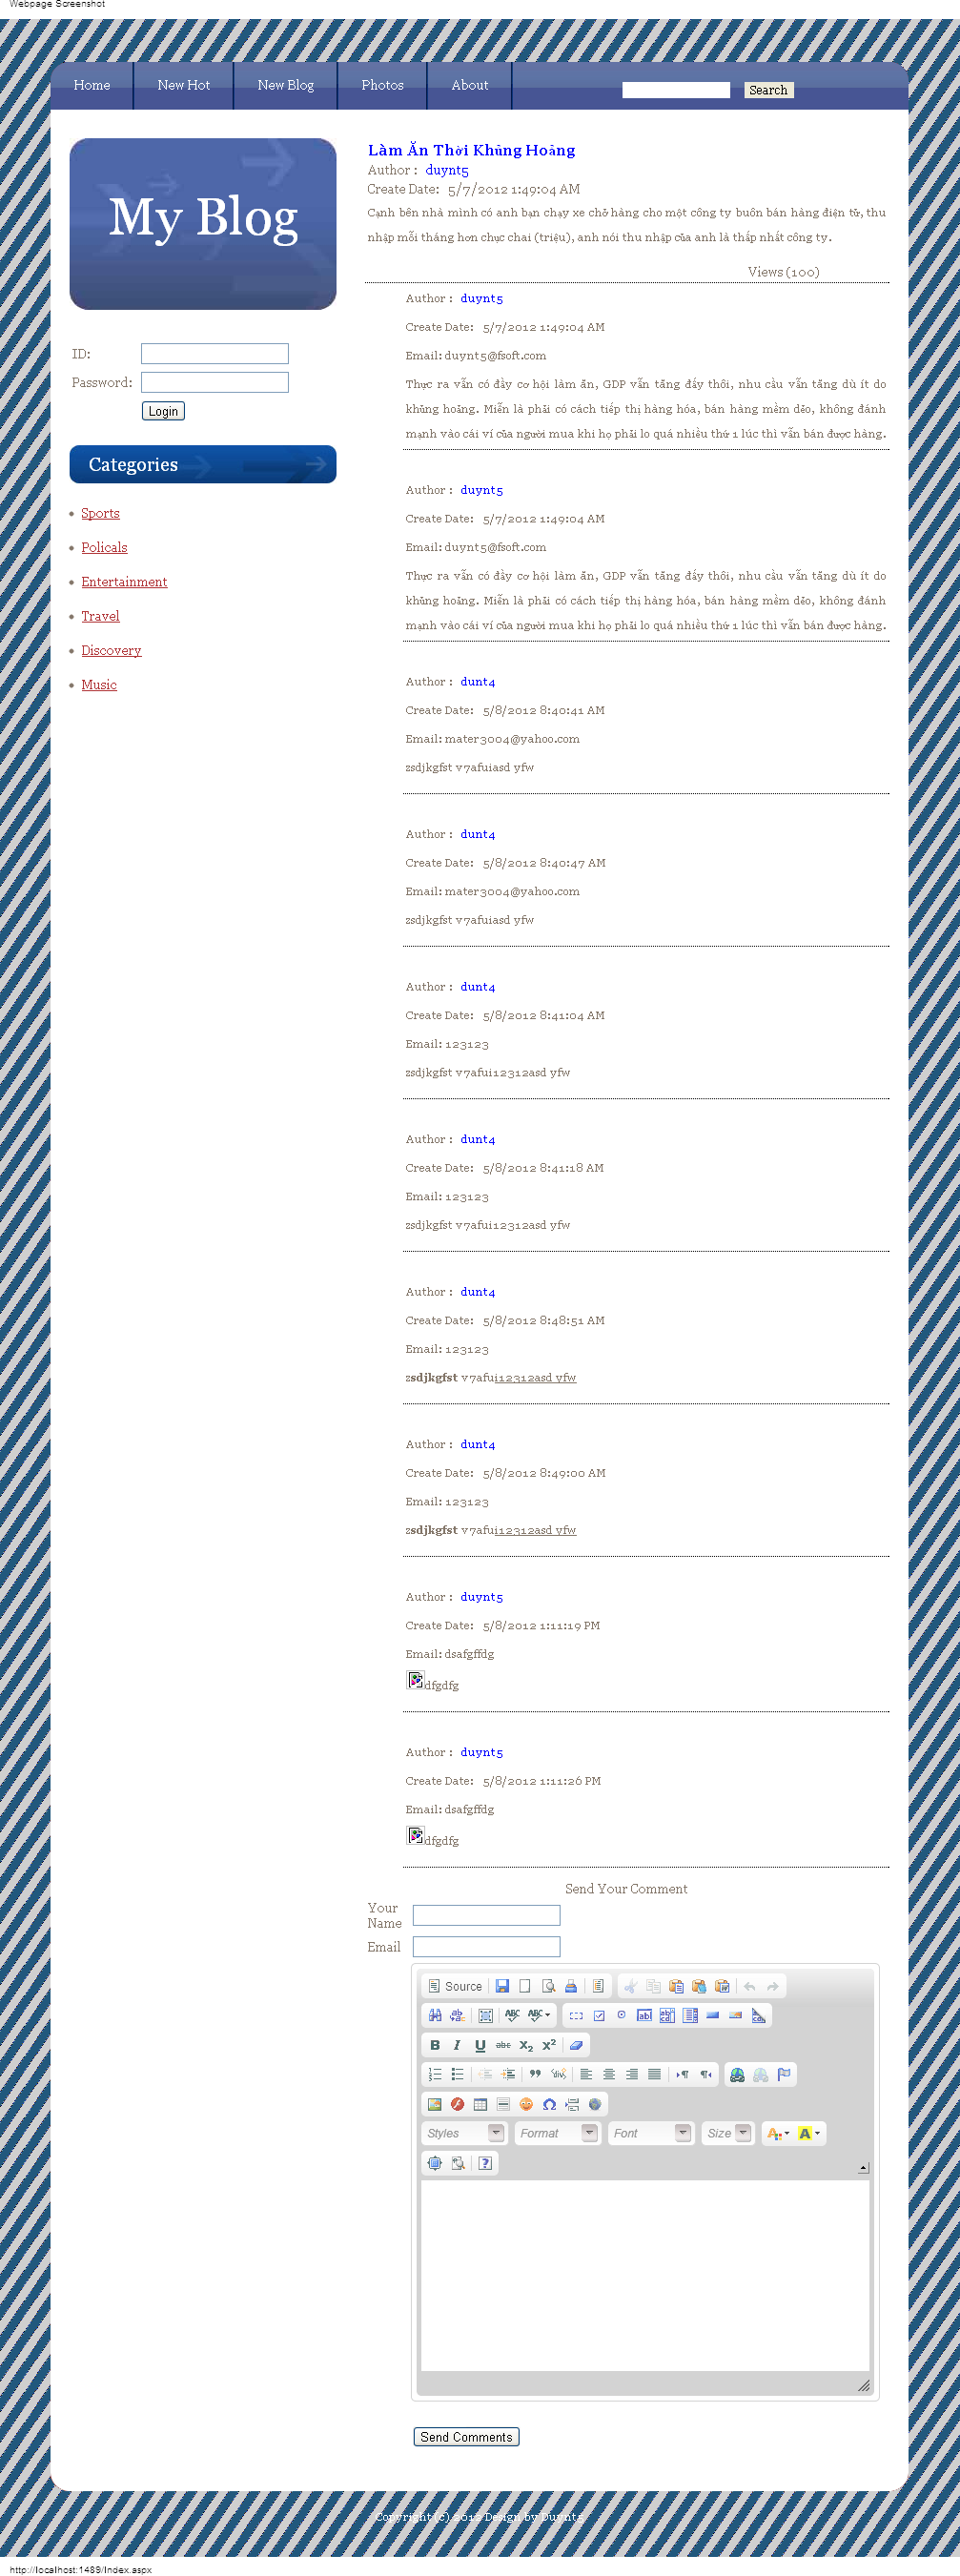 Webpage Screenshot
Home New Hot New Blog Photos About Search
My Blog
ID:
Password:
Login
Categories
Sports
Policals
Entertainment
Travel
Discovery
Music
Làm Ăn Thời Khủng Hoảng
Author : duynt5
Create Date: 5/7/2012 1:49:04 AM
Cạnh bên nhà mình có anh bạn chạy xe chở hàng cho một công ty buôn bán hàng điện tử, thu
nhập mỗi tháng hơn chục chai (triệu), anh nói thu nhập của anh là thấp nhất công ty.
Views (100)
Author : duynt5
Create Date: 5/7/2012 1:49:04 AM
Email: duynt5@fsoft.com
Thực ra vẫn có đầy cơ hội làm ăn, GDP vẫn tăng đấy thôi, nhu cầu vẫn tăng dù ít do
khủng hoảng. Miễn là phải có cách tiếp thị hàng hóa, bán hàng mềm dẻo, không đánh
mạnh vào cái ví của người mua khi họ phải lo quá nhiều thứ 1 lúc thì vẫn bán được hàng.
Author : duynt5
Create Date: 5/7/2012 1:49:04 AM
Email: duynt5@fsoft.com
Thực ra vẫn có đầy cơ hội làm ăn, GDP vẫn tăng đấy thôi, nhu cầu vẫn tăng dù ít do
khủng hoảng. Miễn là phải có cách tiếp thị hàng hóa, bán hàng mềm dẻo, không đánh
mạnh vào cái ví của người mua khi họ phải lo quá nhiều thứ 1 lúc thì vẫn bán được hàng.
Author : dunt4
Create Date: 5/8/2012 8:40:41 AM
Email: mater3004@yahoo.com
zsdjkgfst v7afuiasd yfw
Author : dunt4
Create Date: 5/8/2012 8:40:47 AM
Email: mater3004@yahoo.com
zsdjkgfst v7afuiasd yfw
Author : dunt4
Create Date: 5/8/2012 8:41:04 AM
Email: 123123
zsdjkgfst v7afui12312asd yfw
Author : dunt4
Create Date: 5/8/2012 8:41:18 AM
Email: 123123
zsdjkgfst v7afui12312asd yfw
Author : dunt4
Create Date: 5/8/2012 8:48:51 AM
Email: 123123
zsdjkgfst v7afui12312asd yfw
Author : dunt4
Create Date: 5/8/2012 8:49:00 AM
Email: 123123
zsdjkgfst v7afui12312asd yfw
Author : duynt5
Create Date: 5/8/2012 1:11:19 PM
Email: dsafgffdg
dfgdfg
Author : duynt5
Create Date: 5/8/2012 1:11:26 PM
Email: dsafgffdg
dfgdfg
Send Your Comment
Your
Name
Email
Source
Styles Format Font Size
Send Comments
Copyright (c) 2012 Design by Duynt5
http://localhost:1489/Index.aspx